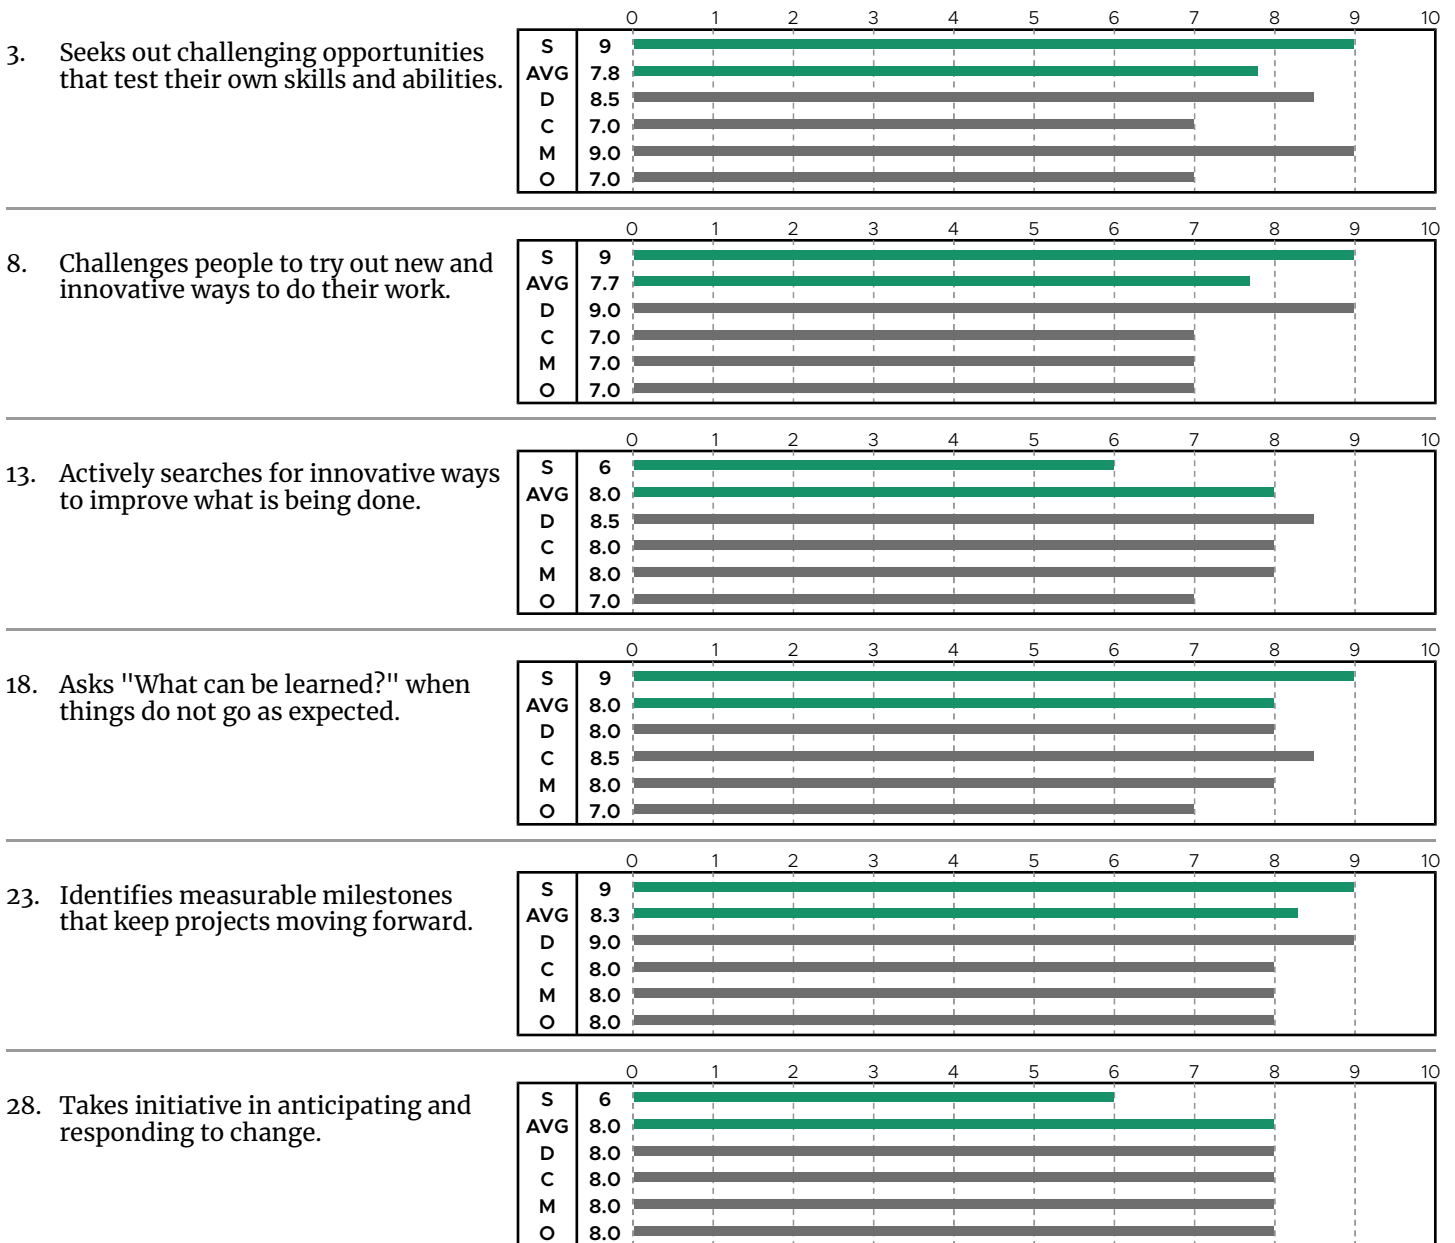 0 1 2 3 4 5 6 7 8 9 10
3. Seeks out challenging opportunities
that test their own skills and abilities.
S 9
AVG 7.8
D 8.5
C 7.0
M 9.0
O 7.0
0 1 2 3 4 5 6 7 8 9 10
8. Challenges people to try out new and
innovative ways to do their work.
S 9
AVG 7.7
D 9.0
C 7.0
M 7.0
O 7.0
0 1 2 3 4 5 6 7 8 9 10
13. Actively searches for innovative ways
to improve what is being done.
S 6
AVG 8.0
D 8.5
C 8.0
M 8.0
O 7.0
0 1 2 3 4 5 6 7 8 9 10
18. Asks "What can be learned?" when
things do not go as expected.
S 9
AVG 8.0
D 8.0
C 8.5
M 8.0
O 7.0
0 1 2 3 4 5 6 7 8 9 10
23. Identifies measurable milestones
that keep projects moving forward.
S 9
AVG 8.3
D 9.0
C 8.0
M 8.0
O 8.0
0 1 2 3 4 5 6 7 8 9 10
28. Takes initiative in anticipating and
responding to change.
S 6
AVG 8.0
D 8.0
C 8.0
M 8.0
O 8.0